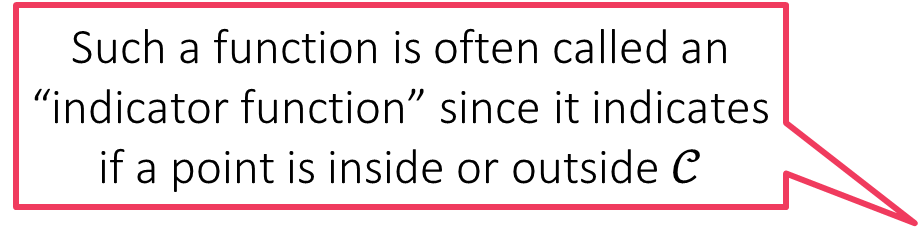 Such a function is often called an
“indicator function” since it indicates
if a point is inside or outside 𝒞